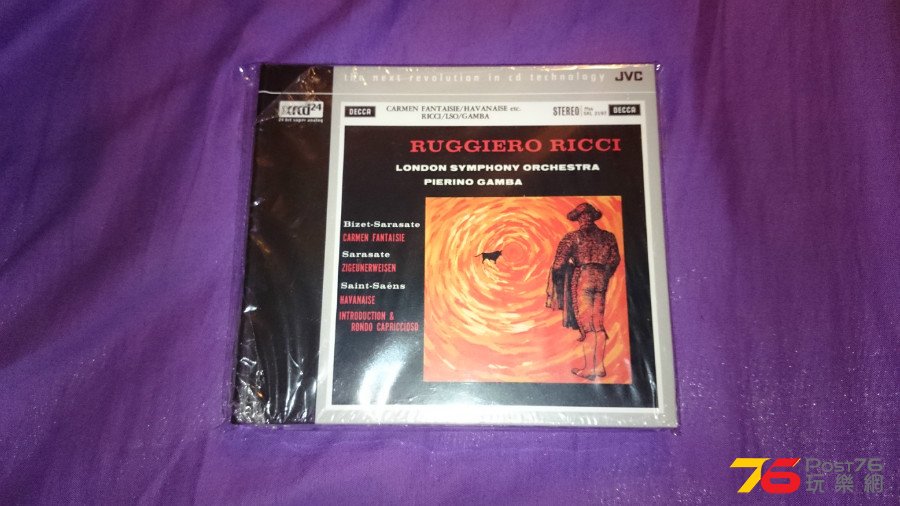 the next revolution in cd technology JVC
xrcd24
24 bit super analog
DECCA
CARMEN FANTAISIE/HAVANAISE etc.
RICCI/LSO/GAMBA
STEREO
SXL 2197
DECCA
RUGGIERO RICCI
LONDON SYMPHONY ORCHESTRA
PIERINO GAMBA
Bizet-Sarasate
CARMEN FANTAISIE
Sarasate
ZIGEUNERWEISEN
Saint-Saëns
HAVANAISE
INTRODUCTION &
RONDO CAPRICCIOSO
76 Post76
玩樂網